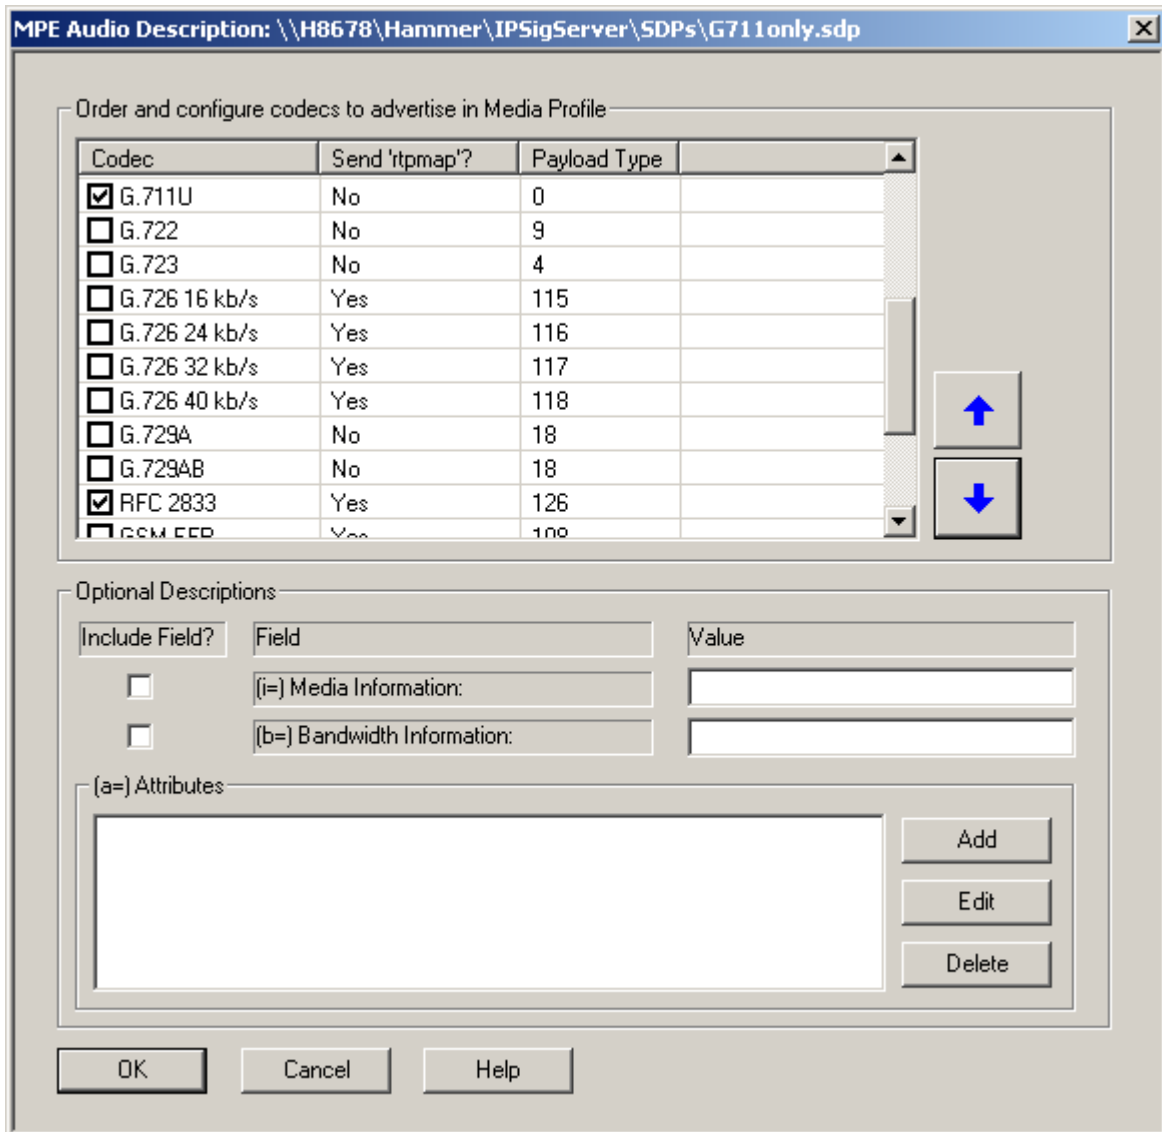 MPE Audio Description: \\H8678\Hammer\IPSigServer\SDPs\G711only.sdp
Order and configure codecs to advertise in Media Profile
Codec Send 'rtpmap'? Payload Type
G.711U No 0
G.722 No 9
G.723 No 4
G.726 16 kb/s Yes 115
G.726 24 kb/s Yes 116
G.726 32 kb/s Yes 117
G.726 40 kb/s Yes 118
G.729A No 18
G.729AB No 18
RFC 2833 Yes 126
GSM Yes
Optional Descriptions
Include Field? Field Value
(i=) Media Information:
(b=) Bandwidth Information:
(a=) Attributes
Add
Edit
Delete
OK Cancel Help